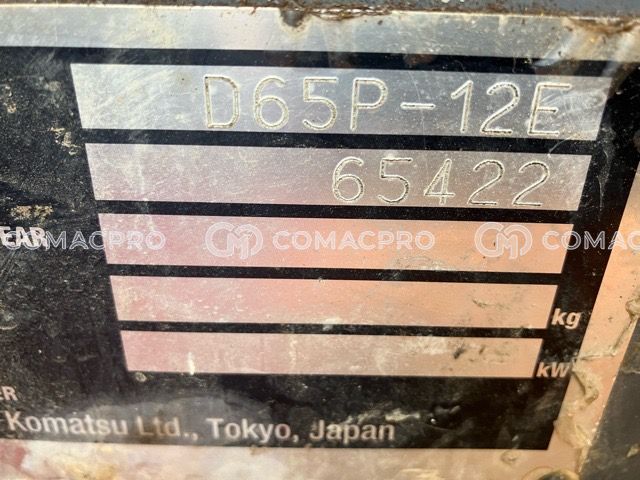 D65P-12E
65422
EAR
COMACPRO COMACPRO COMACPRO
kg
kW
ER
Komatsu Ltd., Tokyo, Japan